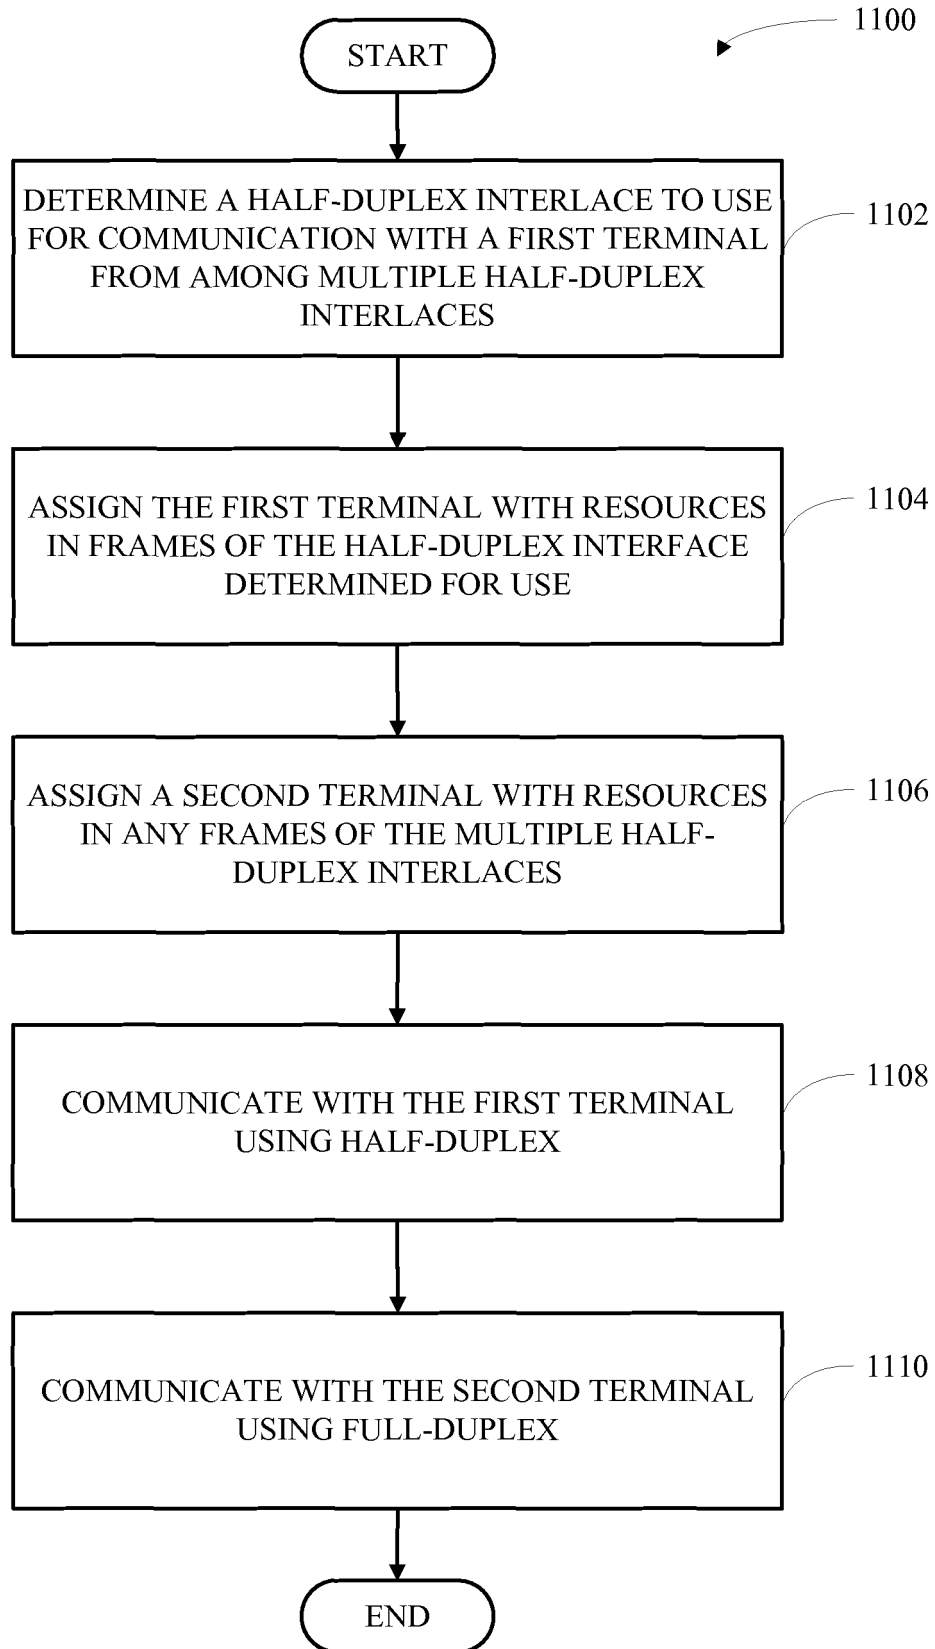 1100
START
DETERMINE A HALF-DUPLEX INTERLACE TO USE
FOR COMMUNICATION WITH A FIRST TERMINAL
FROM AMONG MULTIPLE HALF-DUPLEX
INTERLACES
1102
ASSIGN THE FIRST TERMINAL WITH RESOURCES
IN FRAMES OF THE HALF-DUPLEX INTERFACE
DETERMINED FOR USE
1104
ASSIGN A SECOND TERMINAL WITH RESOURCES
IN ANY FRAMES OF THE MULTIPLE HALF-
DUPLEX INTERLACES
1106
COMMUNICATE WITH THE FIRST TERMINAL
USING HALF-DUPLEX
1108
COMMUNICATE WITH THE SECOND TERMINAL
USING FULL-DUPLEX
1110
END